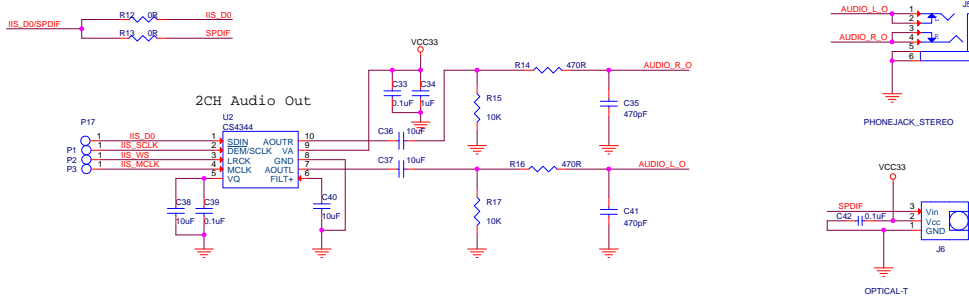 IIS_D0/SPDIF
R12 0R IIS_D0
R13 0R SPDIF
2CH Audio Out
VCC33
C33
0.1uF
C34
1uF
U2
CS4344
P17
P1
P2
P3
1 IIS_D0
1 IIS_SCLK
1 IIS_WS
1 IIS_MCLK
1 SDIN
2 DEM/SCLK
3 LRCK
4 MCLK
5 VQ
AOUTR 10
VA 9
GND 8
AOUTL 7
FILT+ 6
C36 10uF
C37 10uF
C38
10uF
C39
0.1uF
C40
10uF
R14 470R AUDIO_R_O
R15
10K
C35
470pF
R16 470R AUDIO_L_O
R17
10K
C41
470pF
J5
AUDIO_L_O 1
2
3
AUDIO_R_O 4
5
6
L
R
PHONEJACK_STEREO
VCC33
SPDIF 3 Vin
C42 0.1uF 2 Vcc
1 GND
J6
OPTICAL-T